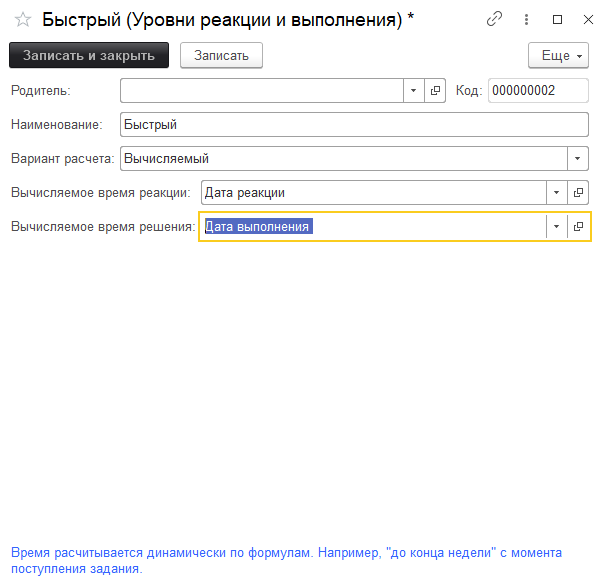 Быстрый (Уровни реакции и выполнения) *
Записать и закрыть Записать Еще
Родитель: Код: 000000002
Наименование: Быстрый
Вариант расчета: Вычисляемый
Вычисляемое время реакции: Дата реакции
Вычисляемое время решения: Дата выполнения
Время расчитывается динамически по формулам. Например, "до конца недели" с момента
поступления задания.